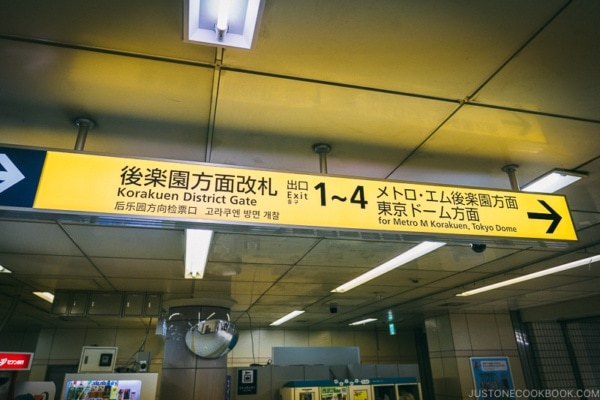 後楽園方面改札
Korakuen District Gate
后乐园方向检票口 고라쿠엔 방면 개찰
出口
Exit
1~4
メトロ・エム後楽園方面
東京ドーム方面
for Metro M Korakuen, Tokyo Dome
JUSTONECOOKBOOK.COM